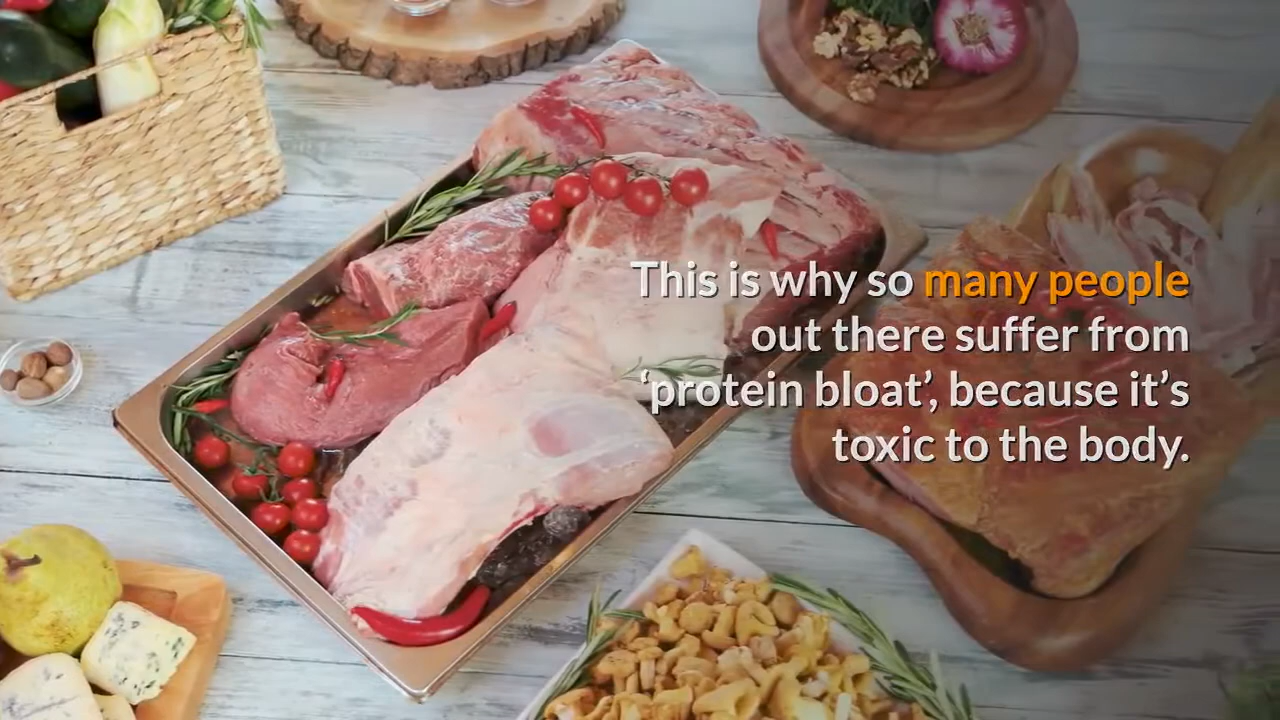 This is why so many people
out there suffer from
‘protein bloat’, because it’s
toxic to the body.